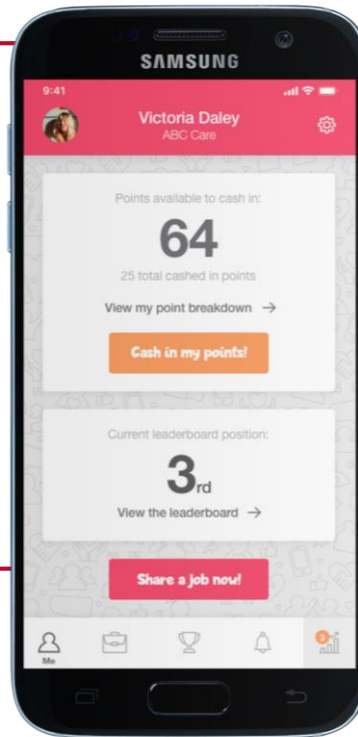 SAMSUNG
9:41
Victoria Daley
ABC Care
Points available to cash in:
64
25 total cashed in points
View my point breakdown →
Cash in my points!
Current leaderboard position:
3rd
View the leaderboard →
Share a job now!
3
Me